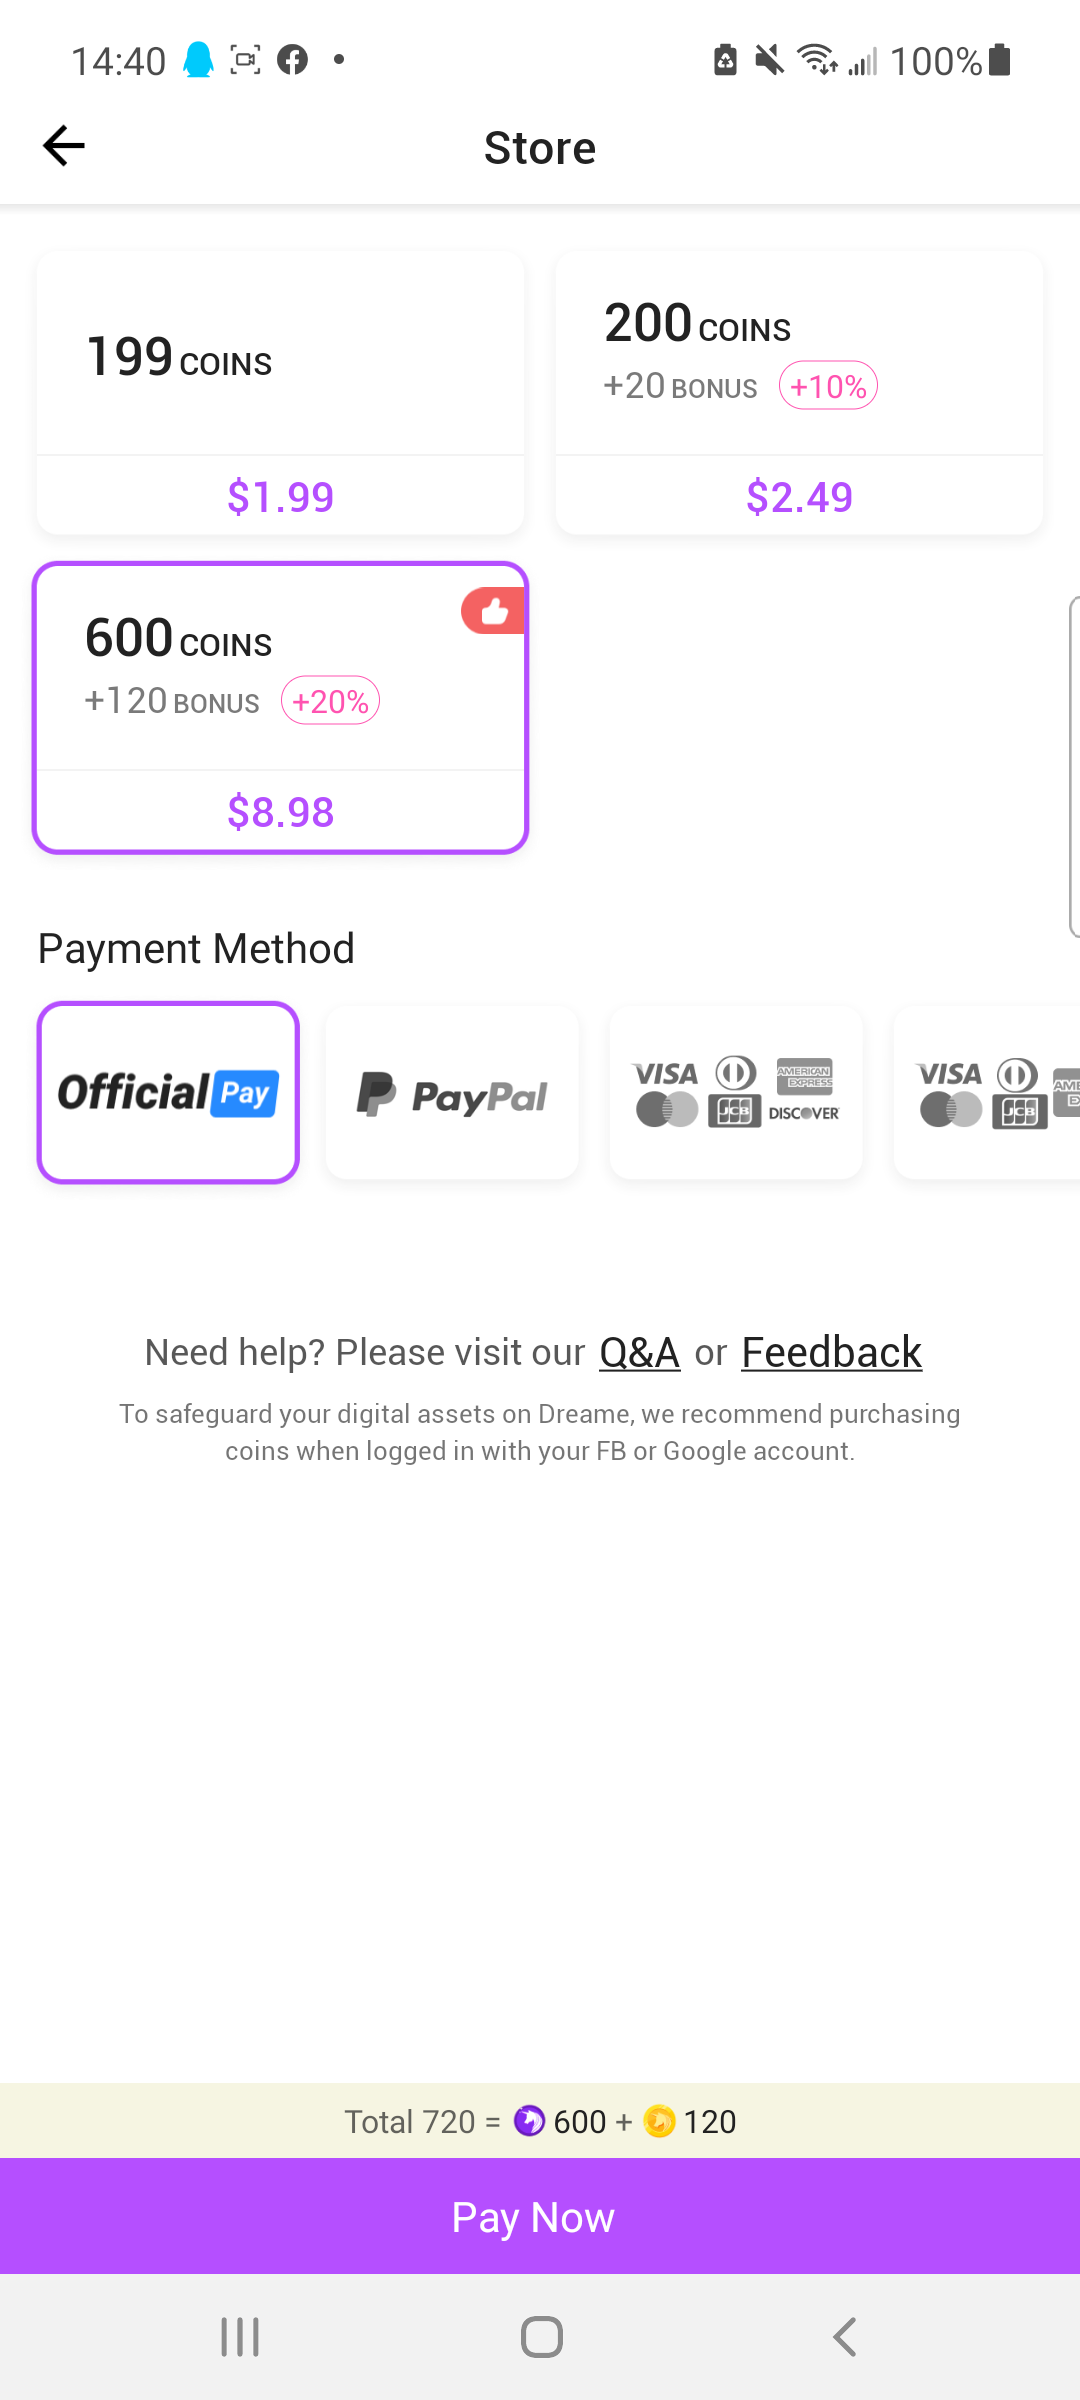 14:40
100%
Store
199 COINS
$1.99
200 COINS
+20 BONUS +10%
$2.49
600 COINS
+120 BONUS +20%
$8.98
Payment Method
Official Pay
PayPal
VISA AMERICAN EXPRESS
JCB DISCOVER
VISA AME
JCB E
Need help? Please visit our Q&A or Feedback
To safeguard your digital assets on Dreame, we recommend purchasing
coins when logged in with your FB or Google account.
Total 720 = 600 + 120
Pay Now